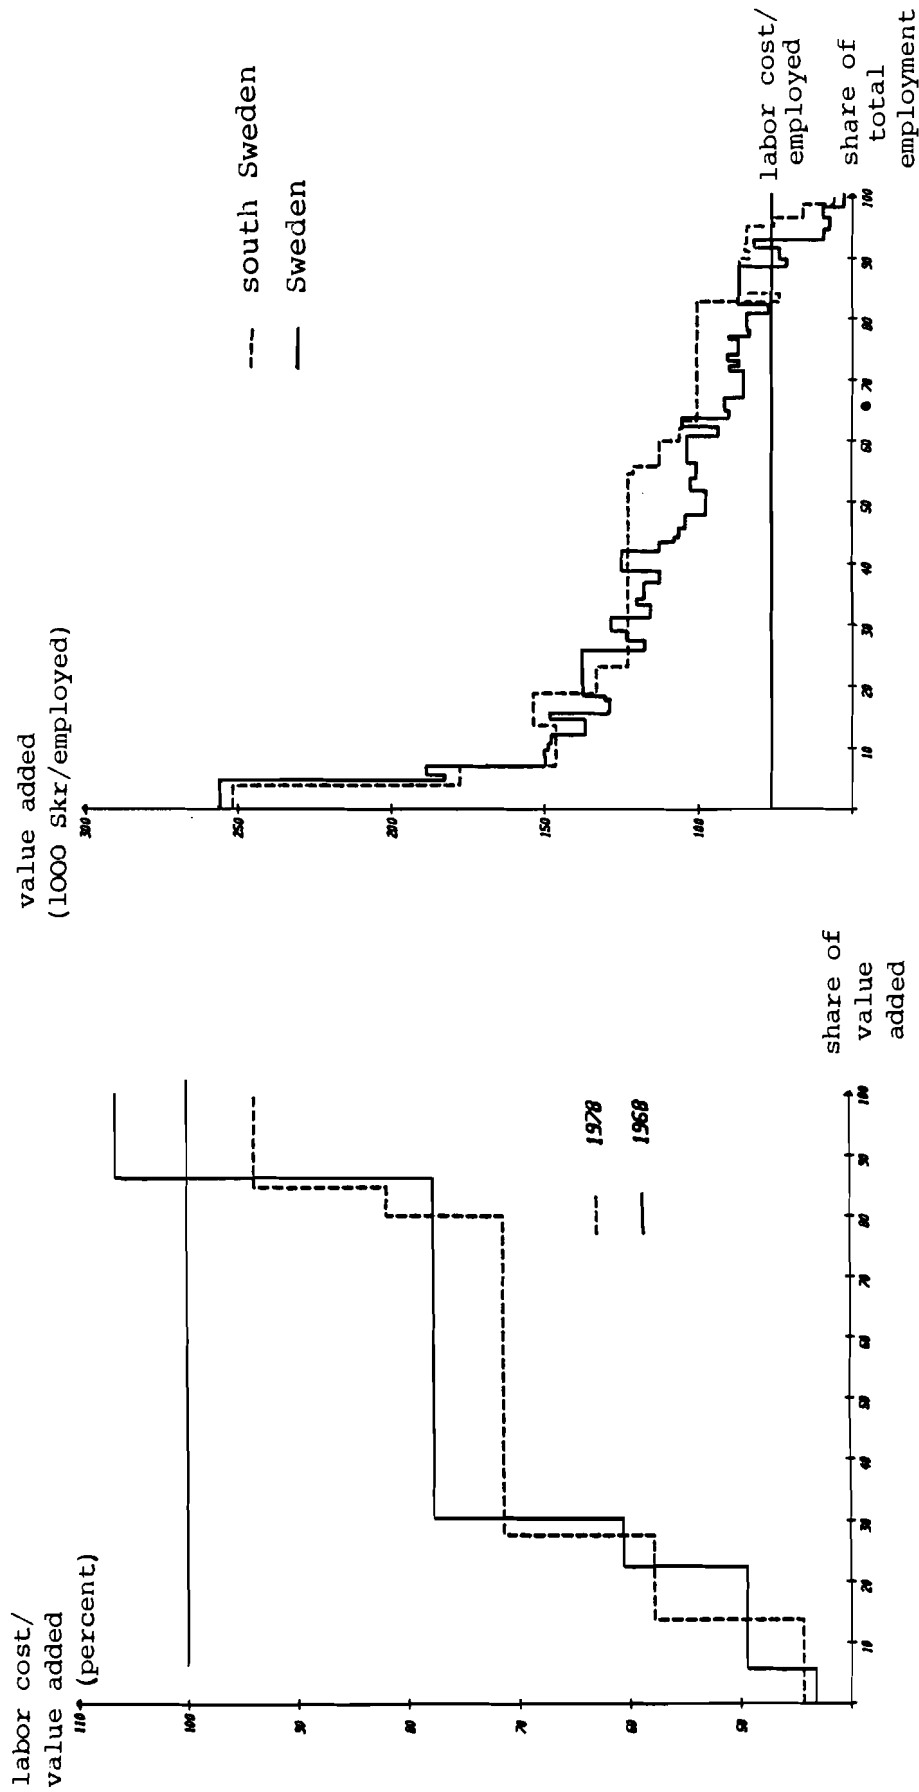 labor cost/
value added
(percent)
110
100
90
80
70
60
50
10
20
30
40
50
60
70
80
90
100
share of
value
added
1978
1968
value added
(1000 Skr/employed)
300
250
200
150
100
10
20
30
40
50
60
70
80
90
100
south Sweden
Sweden
labor cost/
employed
share of
total
employment